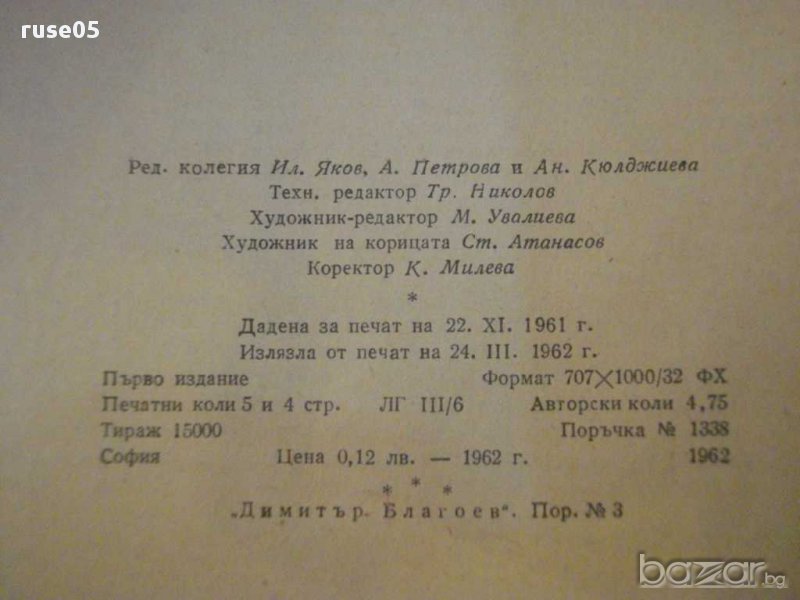 ruse05
Ред. колегия Ил. Яков, А. Петрова и Ан. Кюлджиева
Техн. редактор Тр. Николов
Художник-редактор М. Увалиева
Художник на корицата Ст. Атанасов
Коректор К. Милева
*
Дадена за печат на 22. XI. 1961 г.
Излязла от печат на 24. III. 1962 г.
Първо издание Формат 707×1000/32 ФХ
Печатни коли 5 и 4 стр. ЛГ III/6 Авторски коли 4,75
Тираж 15000 Поръчка № 1338
София Цена 0,12 лв. — 1962 г. 1962
* * *
„Димитър Благоев“. Пор. № 3
bazar.bg